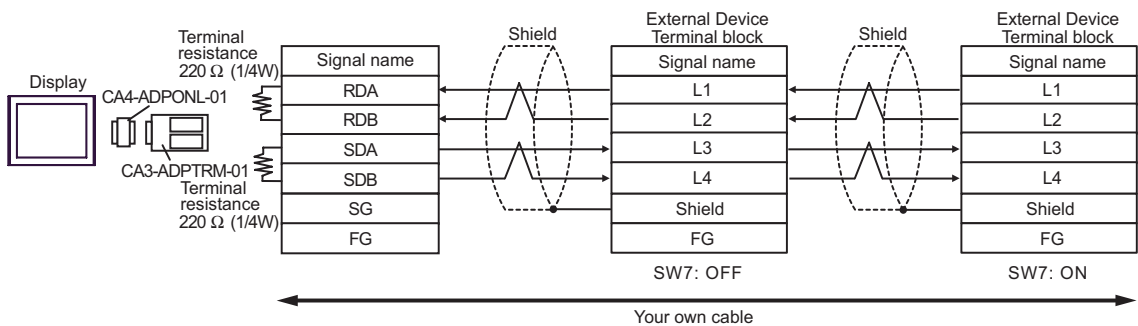 Display
CA4-ADPONL-01
CA3-ADPTRM-01
Terminal
resistance
220 Ω (1/4W)
Terminal
resistance
220 Ω (1/4W)
Signal name
RDA
RDB
SDA
SDB
SG
FG
Shield
External Device
Terminal block
Signal name
L1
L2
L3
L4
Shield
FG
SW7: OFF
Shield
External Device
Terminal block
Signal name
L1
L2
L3
L4
Shield
FG
SW7: ON
Your own cable